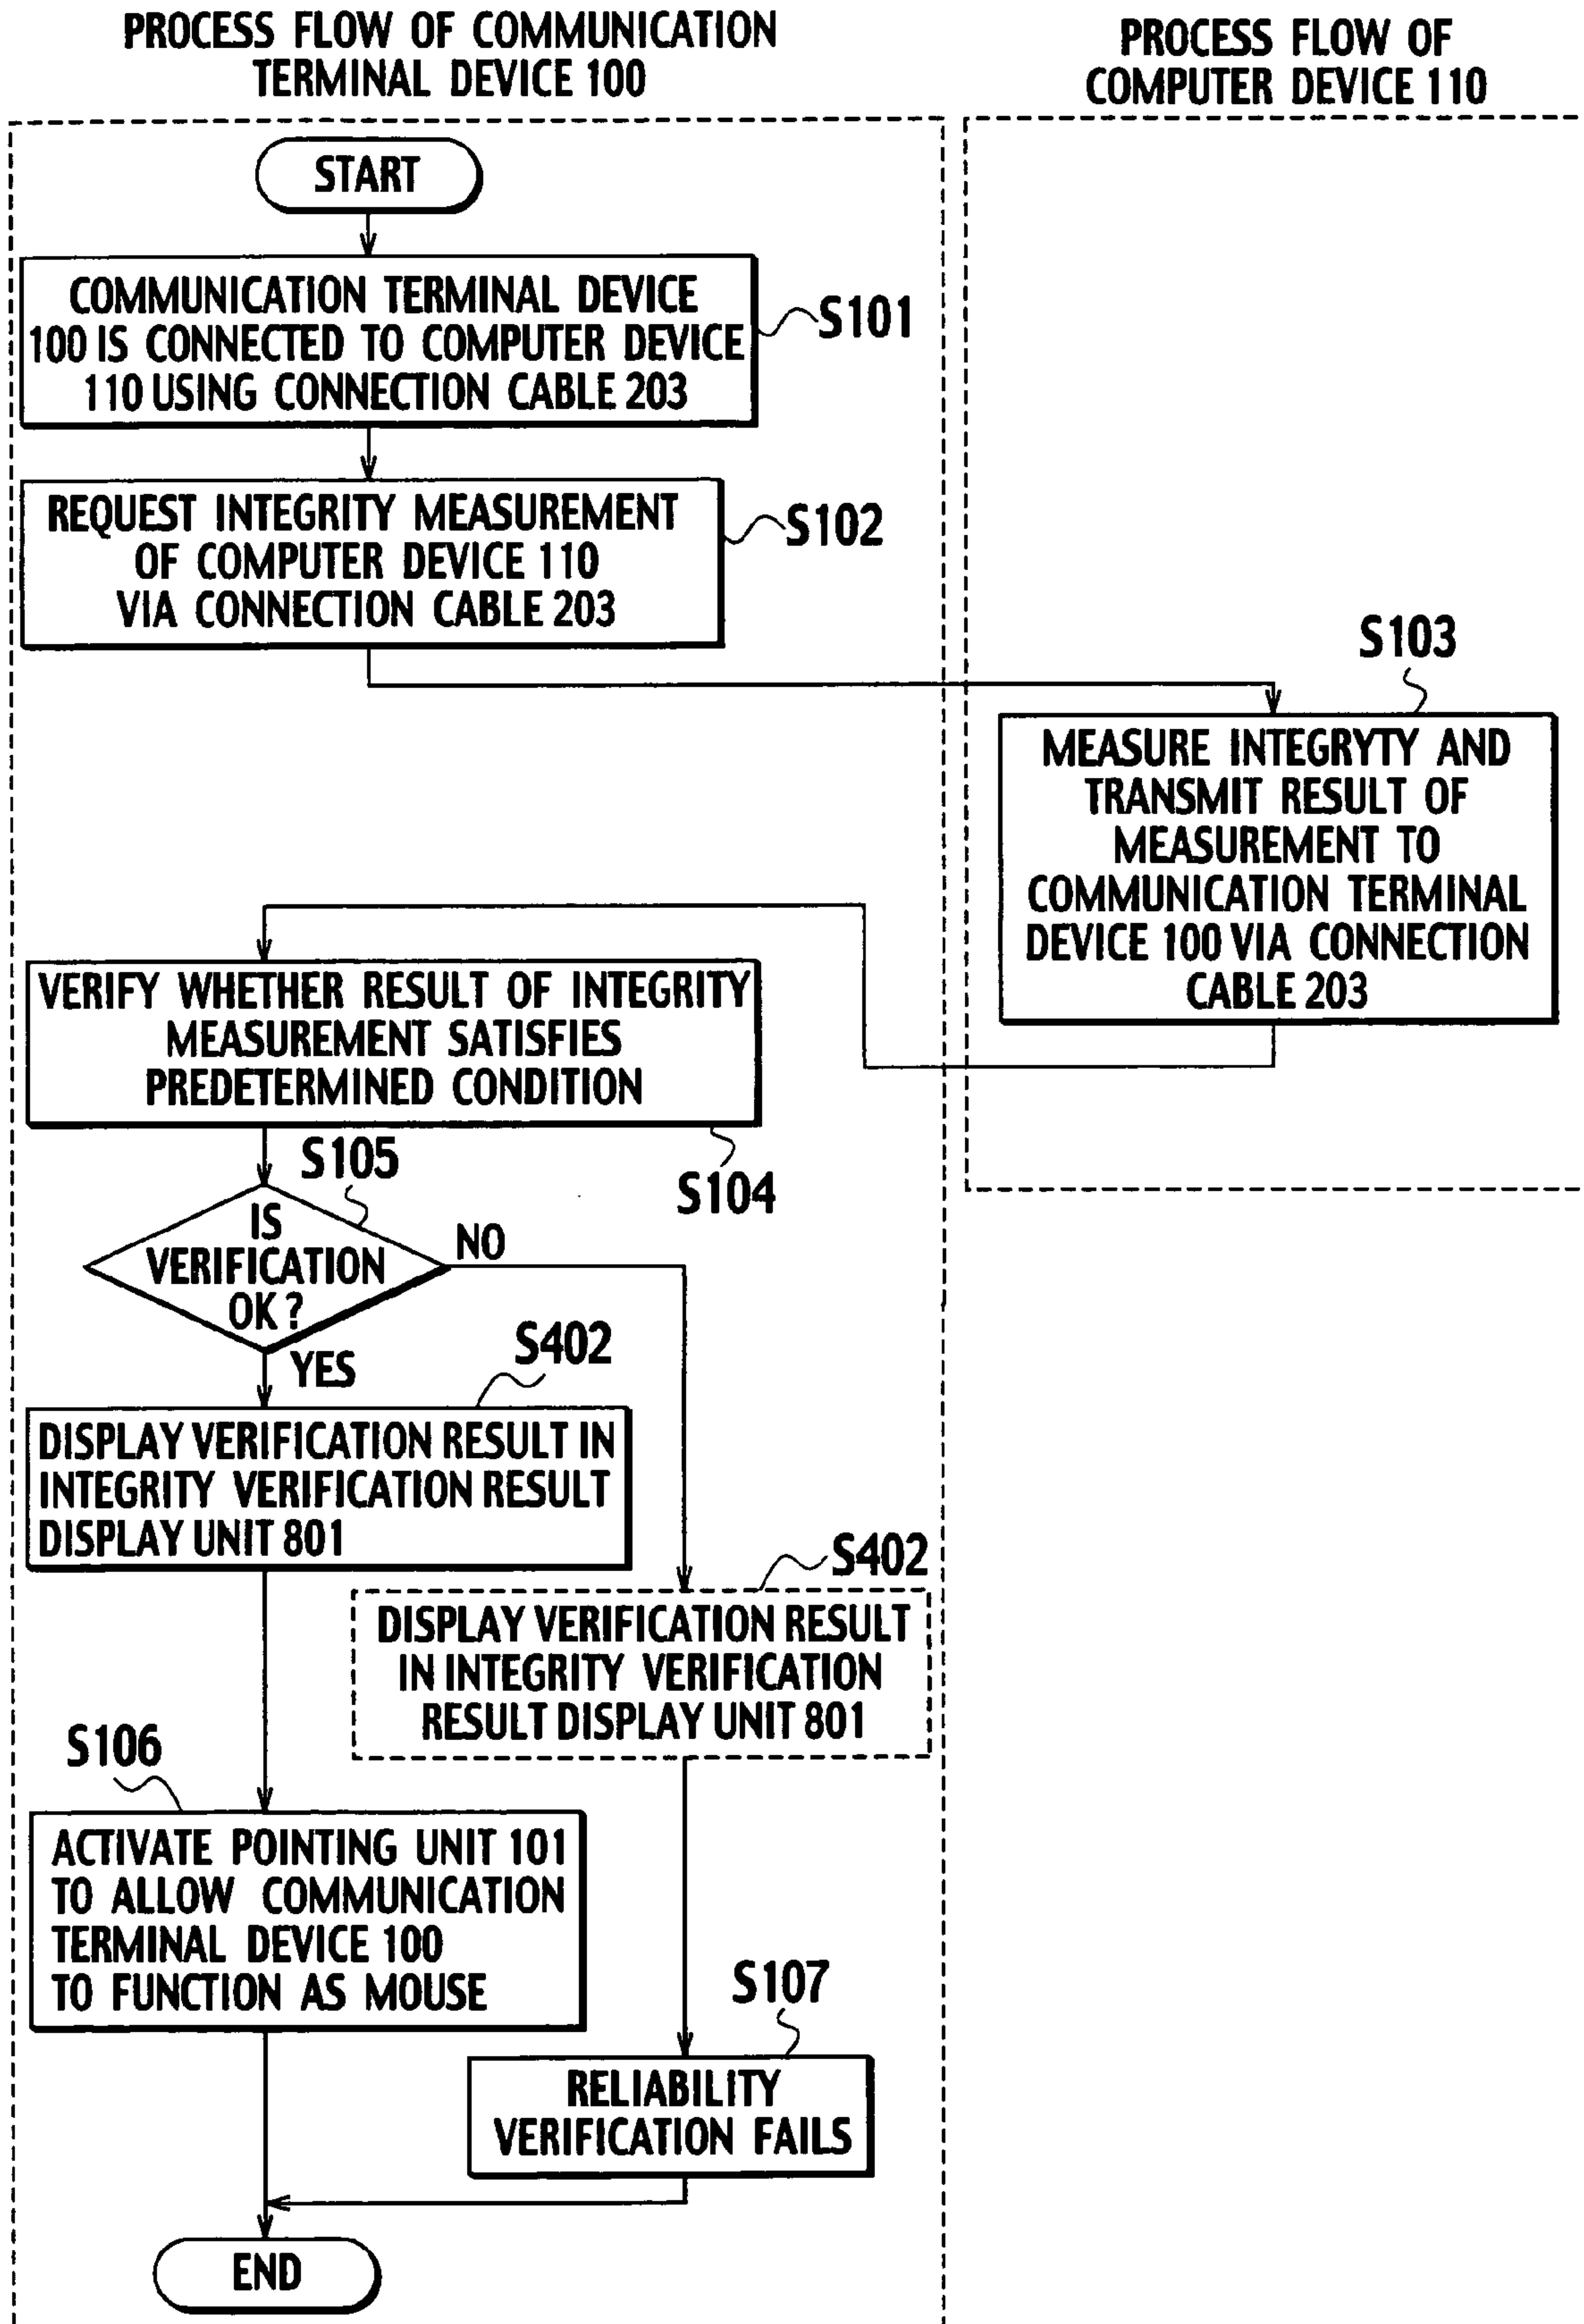 PROCESS FLOW OF COMMUNICATION
TERMINAL DEVICE 100
PROCESS FLOW OF
COMPUTER DEVICE 110
START
COMMUNICATION TERMINAL DEVICE
100 IS CONNECTED TO COMPUTER DEVICE
110 USING CONNECTION CABLE 203
S101
REQUEST INTEGRITY MEASUREMENT
OF COMPUTER DEVICE 110
VIA CONNECTION CABLE 203
S102
S103
MEASURE INTEGRYTY AND
TRANSMIT RESULT OF
MEASUREMENT TO
COMMUNICATION TERMINAL
DEVICE 100 VIA CONNECTION
CABLE 203
VERIFY WHETHER RESULT OF INTEGRITY
MEASUREMENT SATISFIES
PREDETERMINED CONDITION
S104
S105
IS
VERIFICATION
OK?
NO
YES
S402
DISPLAY VERIFICATION RESULT IN
INTEGRITY VERIFICATION RESULT
DISPLAY UNIT 801
S402
DISPLAY VERIFICATION RESULT
IN INTEGRITY VERIFICATION
RESULT DISPLAY UNIT 801
S106
ACTIVATE POINTING UNIT 101
TO ALLOW COMMUNICATION
TERMINAL DEVICE 100
TO FUNCTION AS MOUSE
S107
RELIABILITY
VERIFICATION FAILS
END